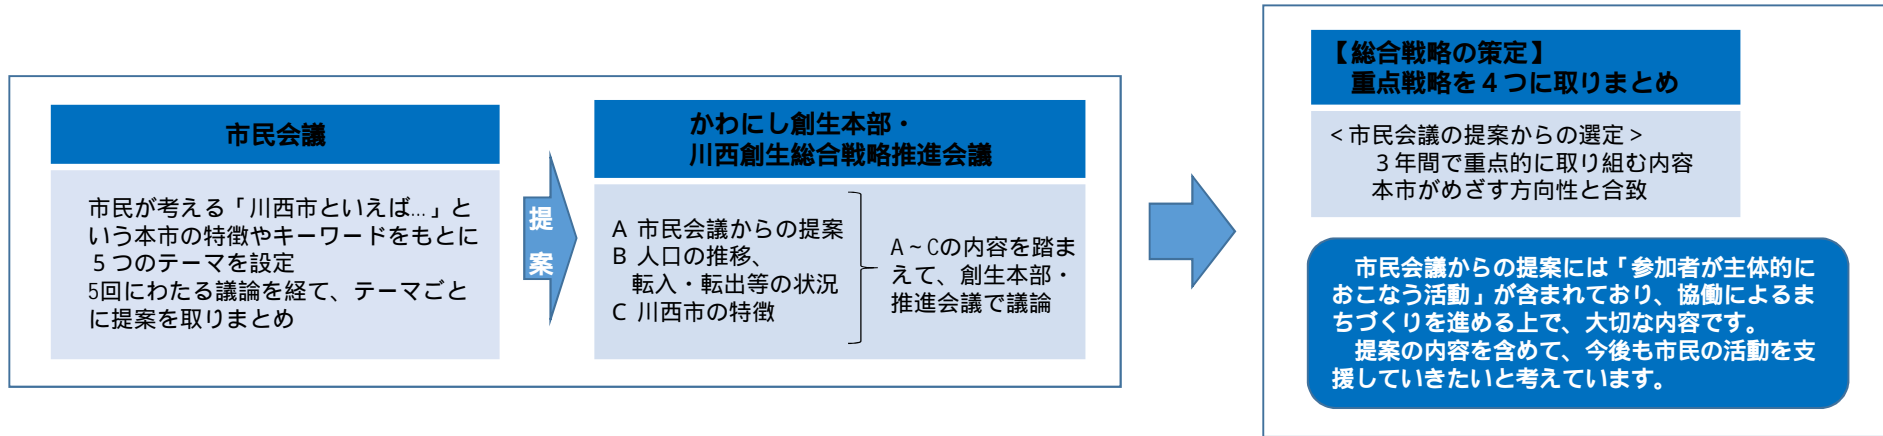 市民会議
市民が考える「川西市といえば…」と
いう本市の特徴やキーワードをもとに
５つのテーマを設定
5回にわたる議論を経て、テーマごと
に提案を取りまとめ
提
案
かわにし創生本部・
川西創生総合戦略推進会議
A 市民会議からの提案
B 人口の推移、
転入・転出等の状況
C 川西市の特徴
A～Cの内容を踏ま
えて、創生本部・
推進会議で議論
【総合戦略の策定】
重点戦略を４つに取りまとめ
＜市民会議の提案からの選定＞
３年間で重点的に取り組む内容
本市がめざす方向性と合致
市民会議からの提案には「参加者が主体的に
おこなう活動」が含まれており、協働によるま
ちづくりを進める上で、大切な内容です。
提案の内容を含めて、今後も市民の活動を支
援していきたいと考えています。